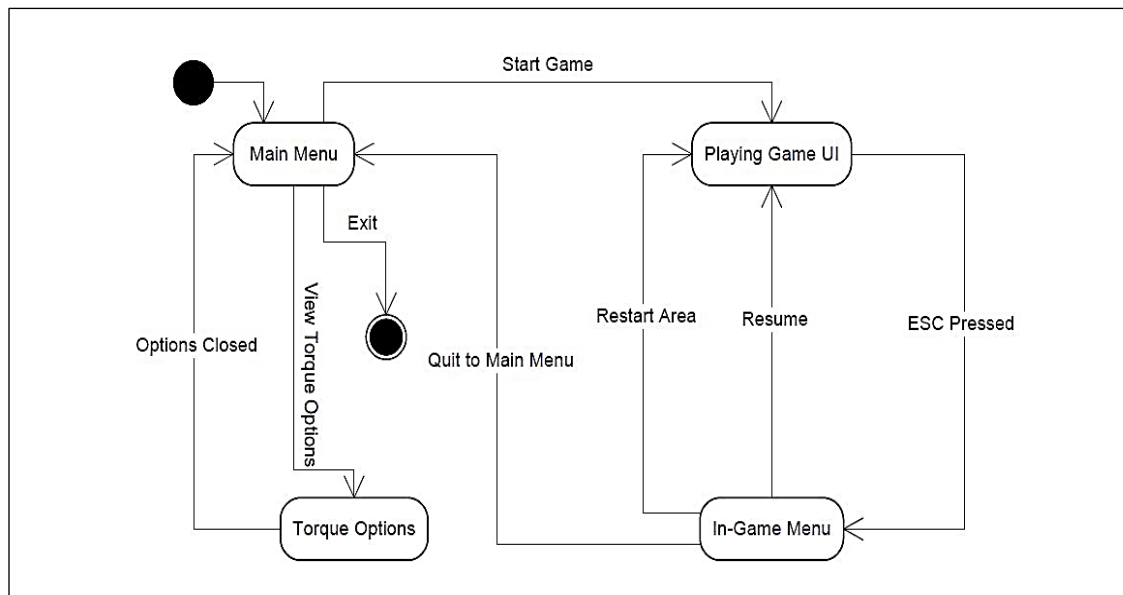 Start Game
Main Menu
Playing Game UI
Exit
View Torque Options
Restart Area
Resume
ESC Pressed
Options Closed
Quit to Main Menu
Torque Options
In-Game Menu